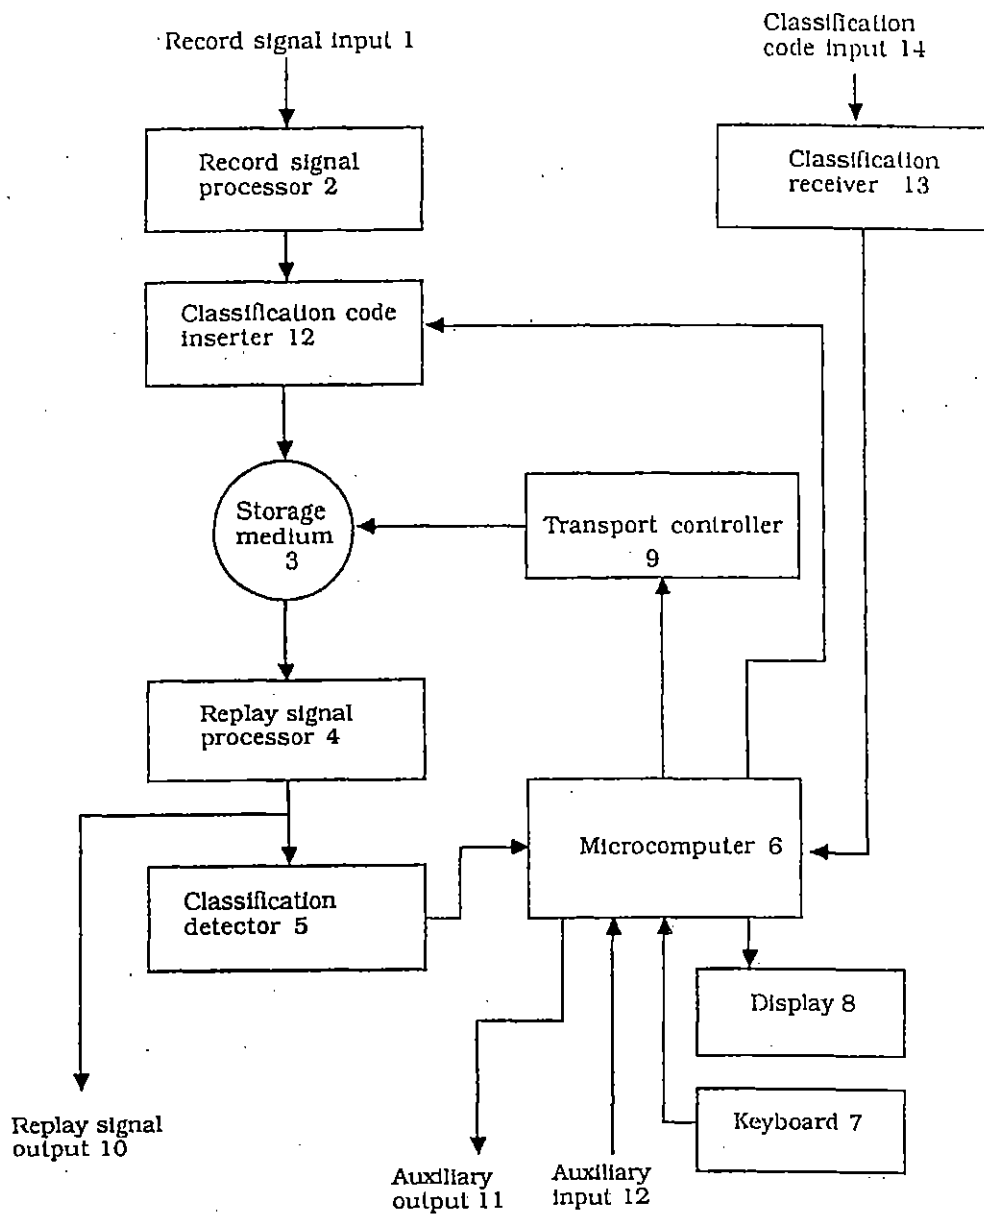 Record signal input 1
Classification
code input 14
Record signal
processor 2
Classification
receiver 13
Classification code
inserter 12
Storage
medium
3
Transport controller
9
Replay signal
processor 4
Microcomputer 6
Classification
detector 5
Display 8
Keyboard 7
Replay signal
output 10
Auxiliary
output 11
Auxiliary
input 12